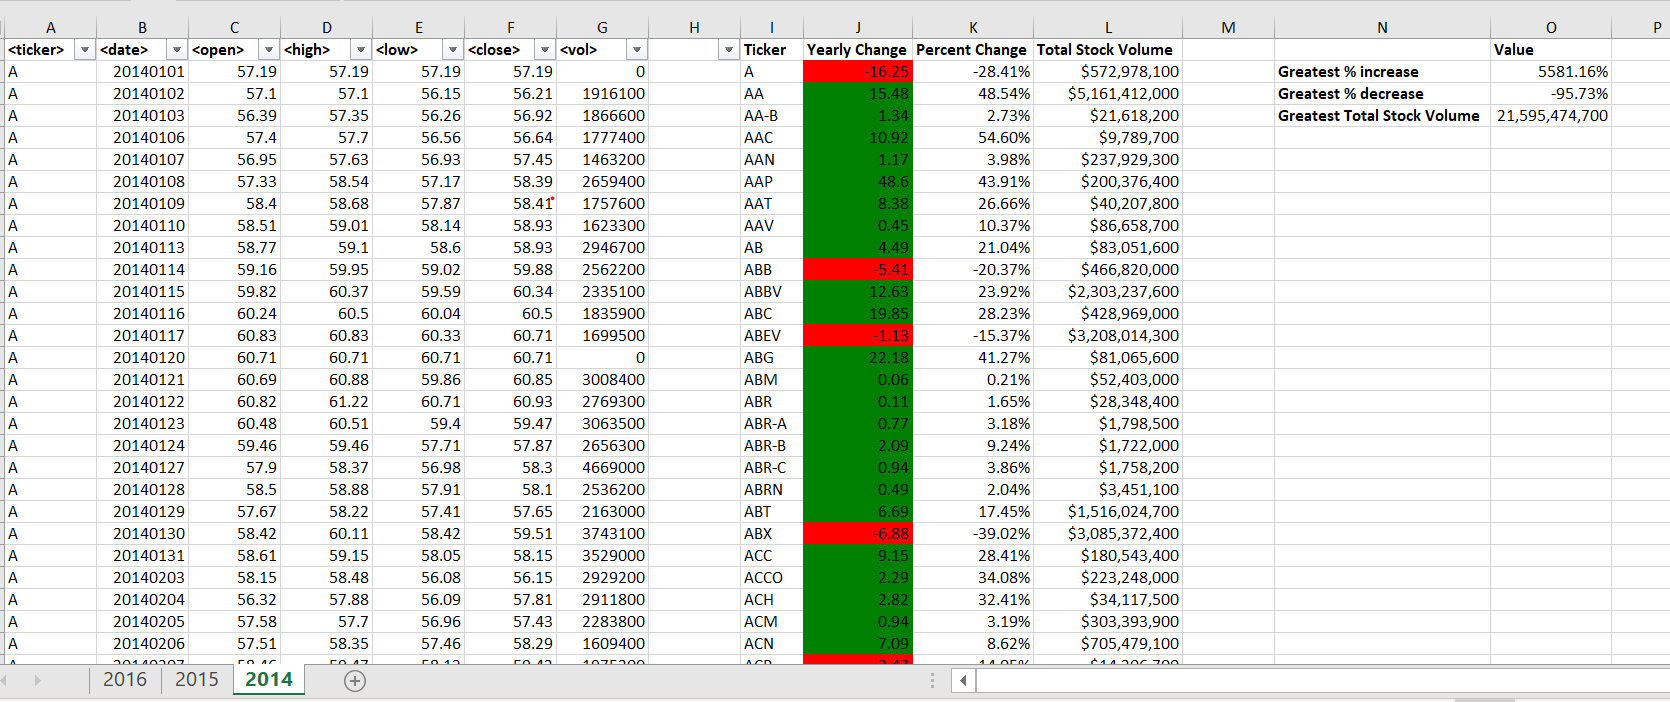 A B C D E F G H I J K L M N O P
<ticker> <date> <open> <high> <low> <close> <vol> Ticker Yearly Change Percent Change Total Stock Volume Value
A 20140101 57.19 57.19 57.19 57.19 0 A -16.25 -28.41% $572,978,100 Greatest % increase 5581.16%
A 20140102 57.1 57.1 56.15 56.21 1916100 AA 15.48 48.54% $5,161,412,000 Greatest % decrease -95.73%
A 20140103 56.39 57.35 56.26 56.92 1866600 AA-B 1.34 2.73% $21,618,200 Greatest Total Stock Volume 21,595,474,700
A 20140106 57.4 57.7 56.56 56.64 1777400 AAC 10.92 54.60% $9,789,700
A 20140107 56.95 57.63 56.93 57.45 1463200 AAN 1.17 3.98% $237,929,300
A 20140108 57.33 58.54 57.17 58.39 2659400 AAP 48.6 43.91% $200,376,400
A 20140109 58.4 58.68 57.87 58.41 1757600 AAT 8.38 26.66% $40,207,800
A 20140110 58.51 59.01 58.14 58.93 1623300 AAV 0.45 10.37% $86,658,700
A 20140113 58.77 59.1 58.6 58.93 2946700 AB 4.49 21.04% $83,051,600
A 20140114 59.16 59.95 59.02 59.88 2562200 ABB -5.41 -20.37% $466,820,000
A 20140115 59.82 60.37 59.59 60.34 2335100 ABBV 12.63 23.92% $2,303,237,600
A 20140116 60.24 60.5 60.04 60.5 1835900 ABC 19.85 28.23% $428,969,000
A 20140117 60.83 60.83 60.33 60.71 1699500 ABEV -1.13 -15.37% $3,208,014,300
A 20140120 60.71 60.71 60.71 60.71 0 ABG 22.18 41.27% $81,065,600
A 20140121 60.69 60.88 59.86 60.85 3008400 ABM 0.06 0.21% $52,403,000
A 20140122 60.82 61.22 60.71 60.93 2769300 ABR 0.11 1.65% $28,348,400
A 20140123 60.48 60.51 59.4 59.47 3063500 ABR-A 0.77 3.18% $1,798,500
A 20140124 59.46 59.46 57.71 57.87 2656300 ABR-B 2.09 9.24% $1,722,000
A 20140127 57.9 58.37 56.98 58.3 4669000 ABR-C 0.94 3.86% $1,758,200
A 20140128 58.5 58.88 57.91 58.1 2536200 ABRN 0.49 2.04% $3,451,100
A 20140129 57.67 58.22 57.41 57.65 2163000 ABT 6.69 17.45% $1,516,024,700
A 20140130 58.42 60.11 58.42 59.51 3743100 ABX -6.88 -39.02% $3,085,372,400
A 20140131 58.61 59.15 58.05 58.15 3529000 ACC 9.15 28.41% $180,543,400
A 20140203 58.15 58.48 56.08 56.15 2929200 ACCO 2.29 34.08% $223,248,000
A 20140204 56.32 57.88 56.09 57.81 2911800 ACH 2.82 32.41% $34,117,500
A 20140205 57.58 57.7 56.96 57.43 2283800 ACM 0.94 3.19% $303,393,900
A 20140206 57.51 58.35 57.46 58.29 1609400 ACN 7.09 8.62% $705,479,100
2016 2015 2014